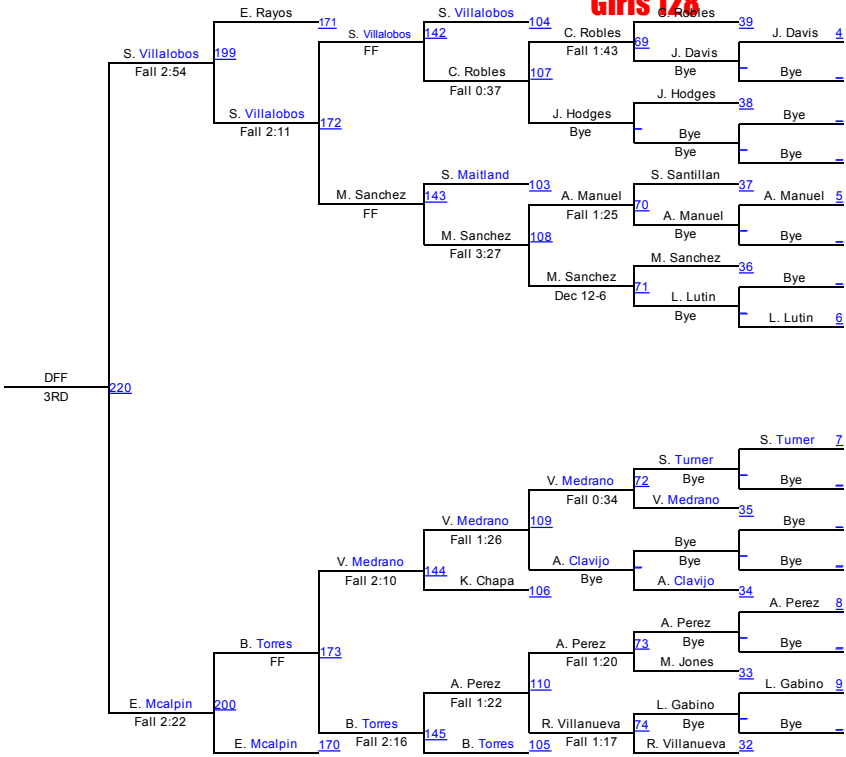 Girls 128
E. Rayos 171
S. Villalobos 104
C. Robles 39
S. Villalobos 142
FF
C. Robles 69
Fall 1:43
J. Davis 4
S. Villalobos 199
Fall 2:54
J. Davis
Bye
C. Robles 107
Fall 0:37
Bye
J. Hodges 38
S. Villalobos 172
Fall 2:11
J. Hodges
Bye
Bye
Bye
Bye
Bye
S. Maitland 103
S. Santillan 37
M. Sanchez 143
FF
A. Manuel 70
Fall 1:25
A. Manuel 5
A. Manuel
Bye
M. Sanchez 108
Fall 3:27
Bye
M. Sanchez 36
M. Sanchez 71
Dec 12-6
Bye
L. Lutin
Bye
L. Lutin 6
DFF
3RD
220
S. Turner 7
S. Turner
Bye
V. Medrano 72
Fall 0:34
Bye
V. Medrano 35
V. Medrano 109
Fall 1:26
Bye
Bye
Bye
V. Medrano 144
Fall 2:10
A. Clavijo
Bye
Bye
K. Chapa 106
A. Clavijo 34
A. Perez 8
A. Perez
Bye
B. Torres 173
FF
A. Perez 73
Fall 1:20
Bye
M. Jones 33
A. Perez 110
Fall 1:22
L. Gabino 9
E. Mcalpin 200
Fall 2:22
L. Gabino
Bye
B. Torres 145
Fall 2:16
R. Villanueva 74
Fall 1:17
Bye
E. Mcalpin 170
B. Torres 105
R. Villanueva 32